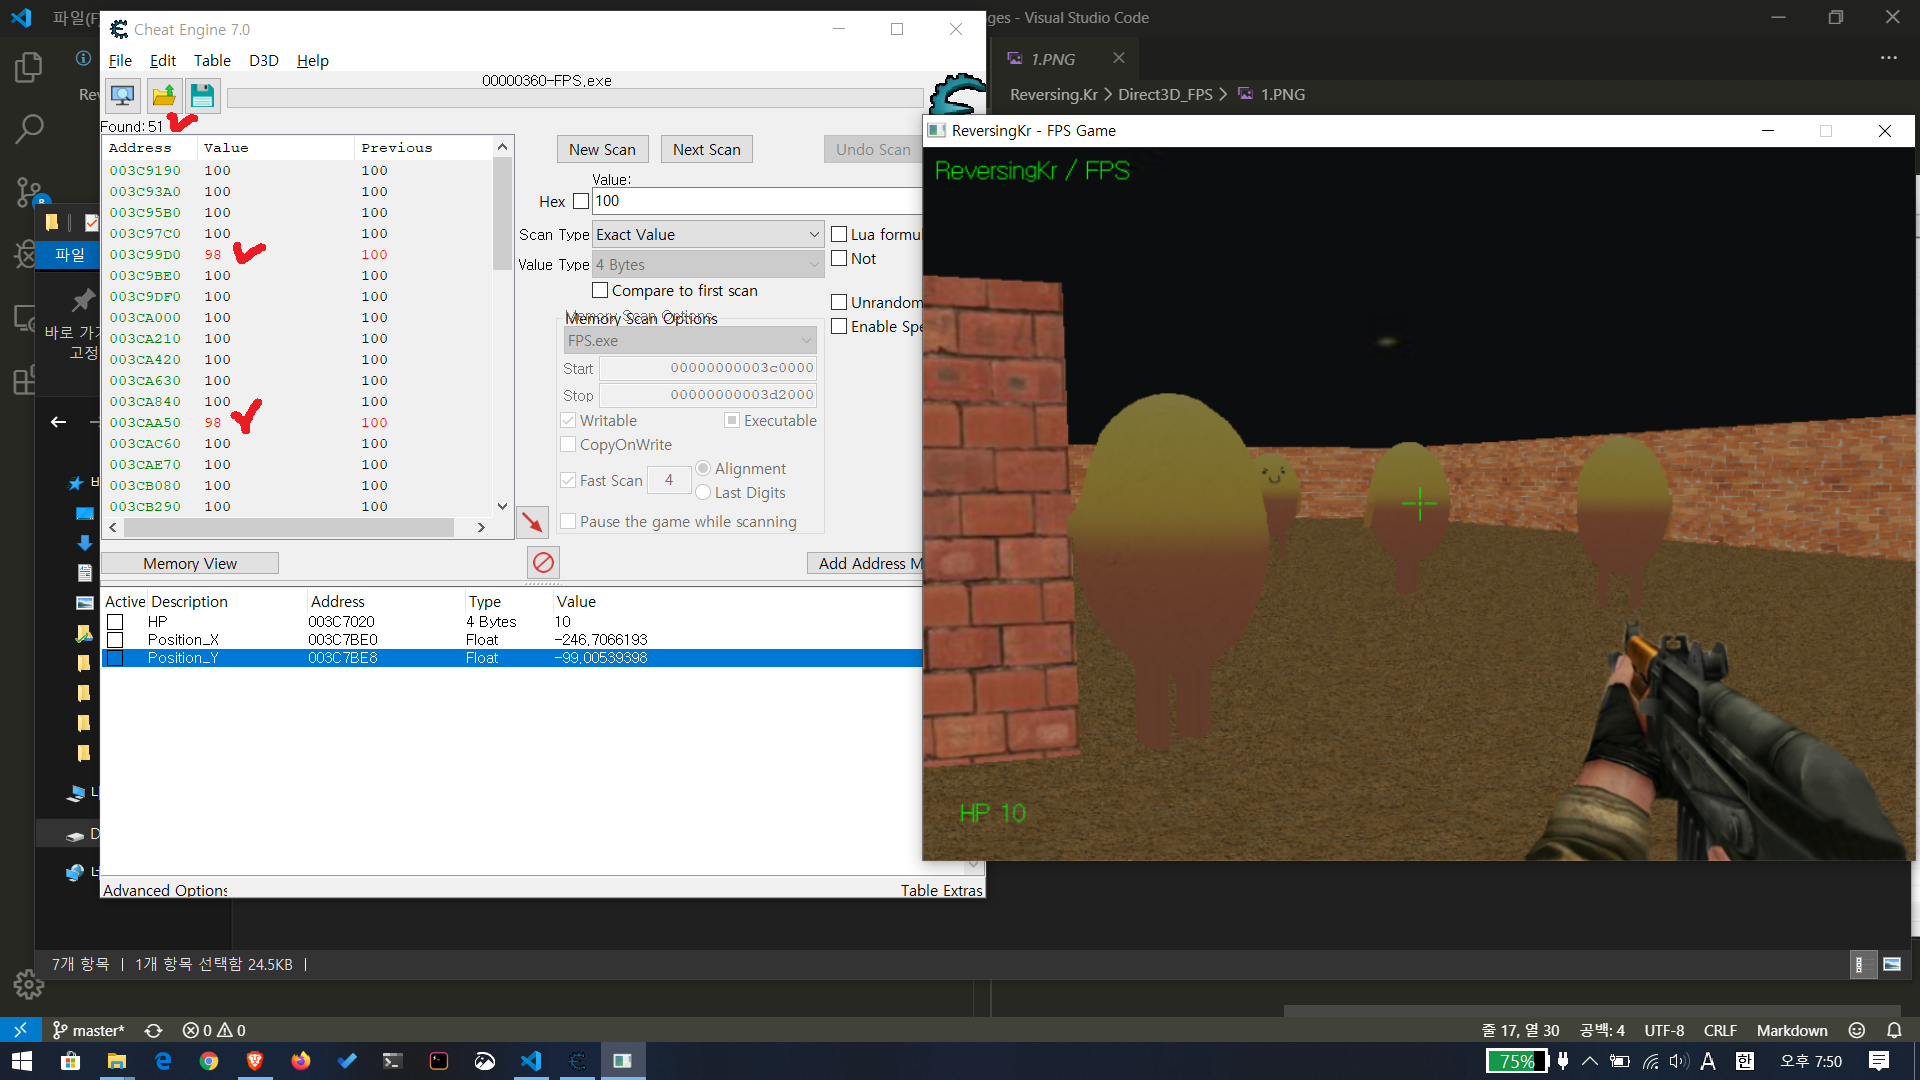 파일(F
ges - Visual Studio Code
Cheat Engine 7.0
File Edit Table D3D Help
00000360-FPS.exe
1.PNG
Re
Reversing.Kr > Direct3D_FPS > 1.PNG
Found:51
Address Value Previous
003C9190 100 100
003C93A0 100 100
003C95B0 100 100
003C97C0 100 100
003C99D0 98 100
003C9BE0 100 100
003C9DF0 100 100
003CA000 100 100
003CA210 100 100
003CA420 100 100
003CA630 100 100
003CA840 100 100
003CAA50 98 100
003CAC60 100 100
003CAE70 100 100
003CB080 100 100
003CB290 100 100
New Scan Next Scan Undo Scan
Value:
Hex 100
Scan Type Exact Value
Lua formu
Value Type 4 Bytes
Not
Compare to first scan
Unrandom
Enable Spe
Memory Scan Options
FPS.exe
Start 00000000003c0000
Stop 00000000003d2000
Writable Executable
CopyOnWrite
Fast Scan 4 Alignment
Last Digits
Pause the game while scanning
Memory View
Add Address M
Active Description Address Type Value
HP 003C7020 4 Bytes 10
Position_X 003C7BE0 Float -246,7066193
Position_Y 003C7BE8 Float -99,00539398
Advanced Options Table Extras
ReversingKr - FPS Game
ReversingKr / FPS
HP 10
파일
바로 가
고정
7개 항목 | 1개 항목 선택함 24.5KB |
master* 0 0
줄 17, 열 30 공백: 4 UTF-8 CRLF Markdown
75% A 한 오후 7:50